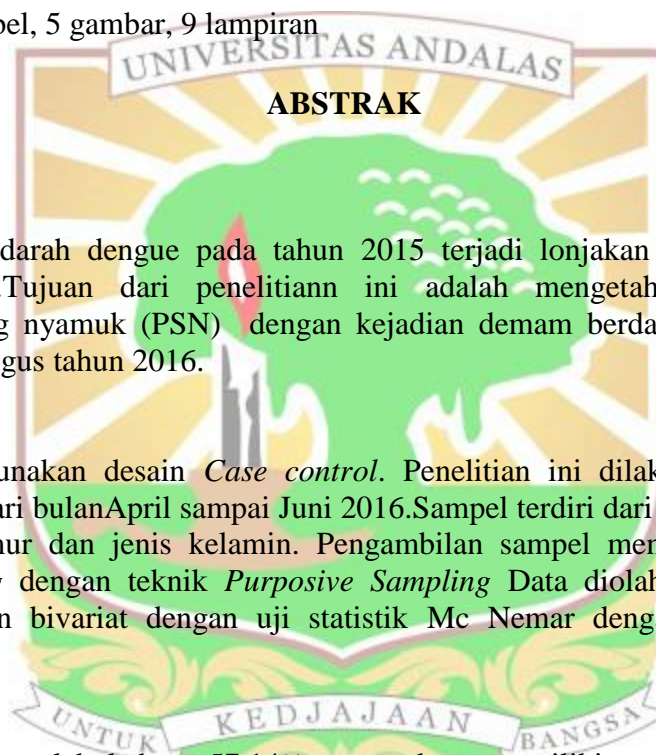 bel, 5 gambar, 9 lampiran
UNIVERSITAS ANDALAS
ABSTRAK
darah dengue pada tahun 2015 terjadi lonjakan
.Tujuan dari penelitiann ini adalah mengetah
g nyamuk (PSN) dengan kejadian demam berda
gus tahun 2016.
unakan desain Case control. Penelitian ini dilak
ari bulanApril sampai Juni 2016.Sampel terdiri dari
mur dan jenis kelamin. Pengambilan sampel men
dengan teknik Purposive Sampling Data diolah
n bivariat dengan uji statistik Mc Nemar deng
UNTUK KEDJAJAAN BANGSA